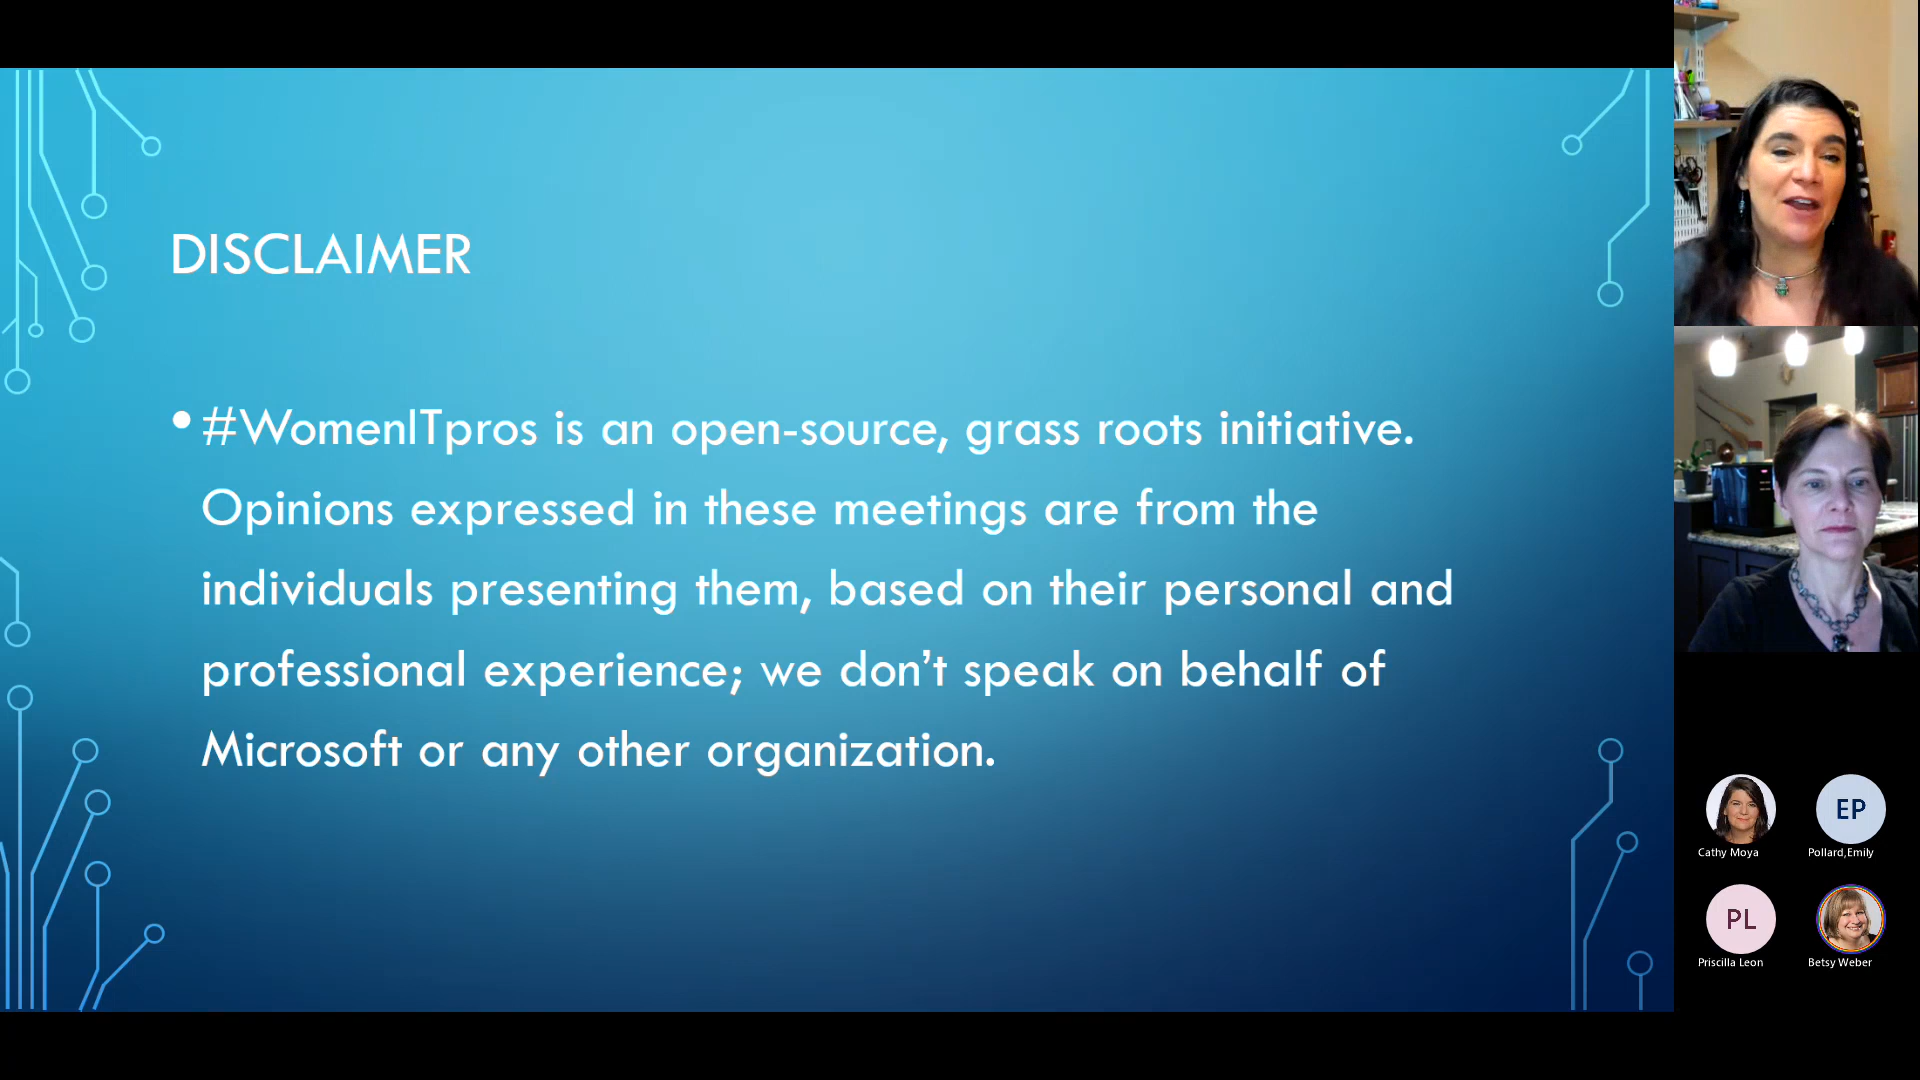 DISCLAIMER
• #WomenITpros is an open-source, grass roots initiative.
Opinions expressed in these meetings are from the
individuals presenting them, based on their personal and
professional experience; we don’t speak on behalf of
Microsoft or any other organization.
Cathy Moya
EP
Pollard,Emily
PL
Priscilla Leon
Betsy Weber